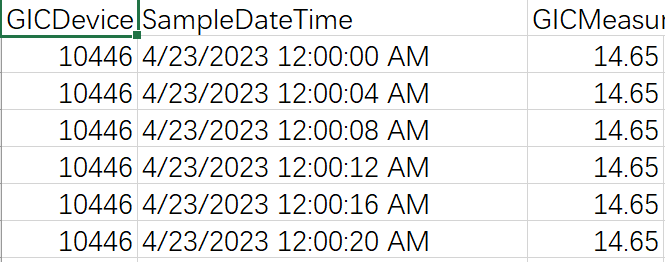 GICDevice SampleDateTime GICMeasur
10446 4/23/2023 12:00:00 AM 14.65
10446 4/23/2023 12:00:04 AM 14.65
10446 4/23/2023 12:00:08 AM 14.65
10446 4/23/2023 12:00:12 AM 14.65
10446 4/23/2023 12:00:16 AM 14.65
10446 4/23/2023 12:00:20 AM 14.65